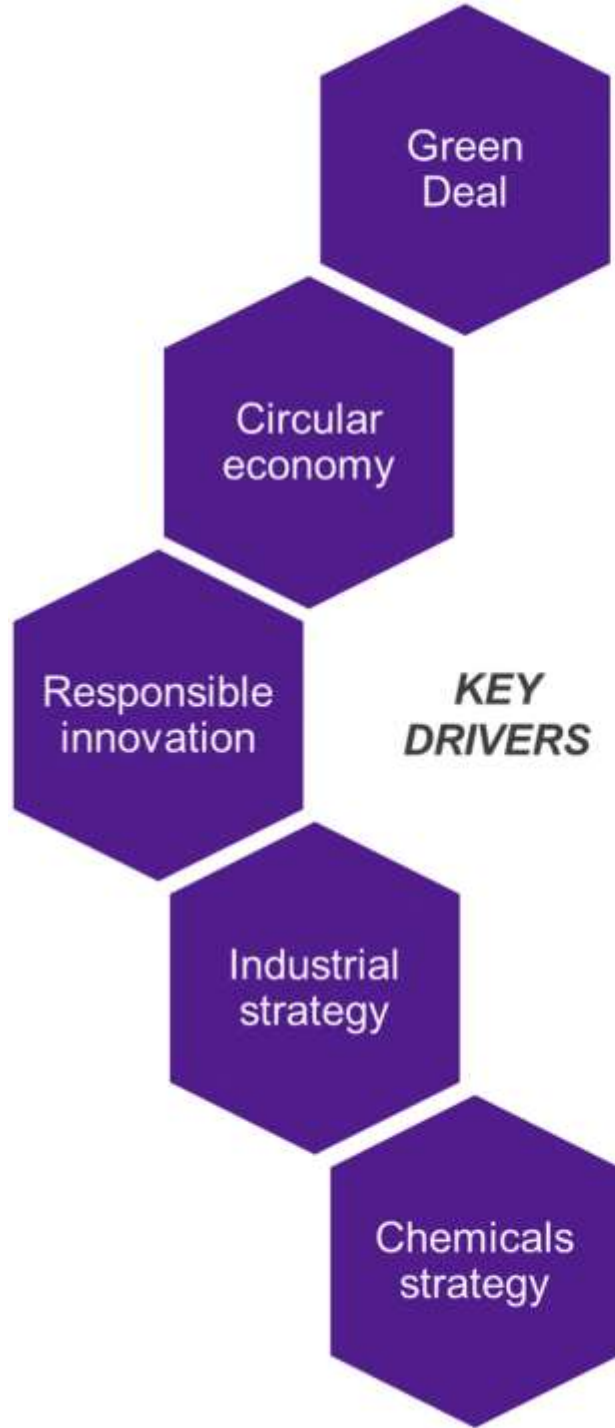 Green
Deal
Circular
economy
Responsible
innovation
KEY
DRIVERS
Industrial
strategy
Chemicals
strategy